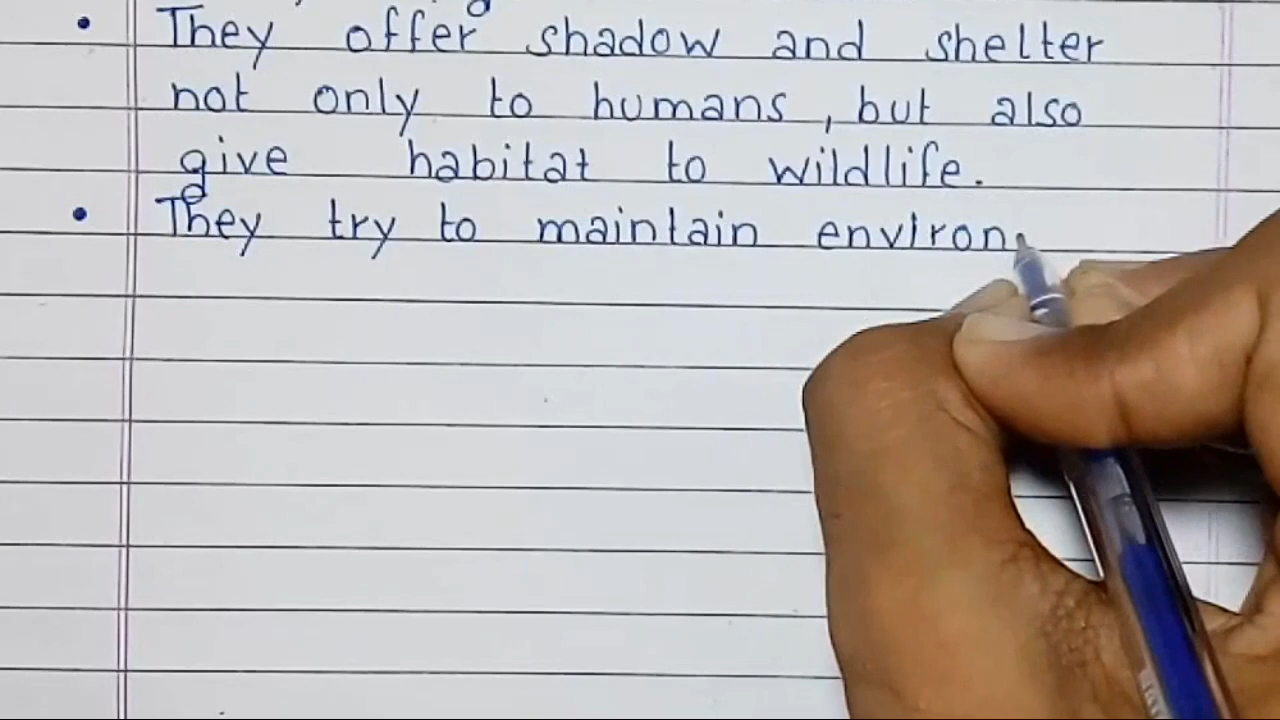 • They offer shadow and shelter
not only to humans, but also
give habitat to wildlife.
• They try to maintain environ